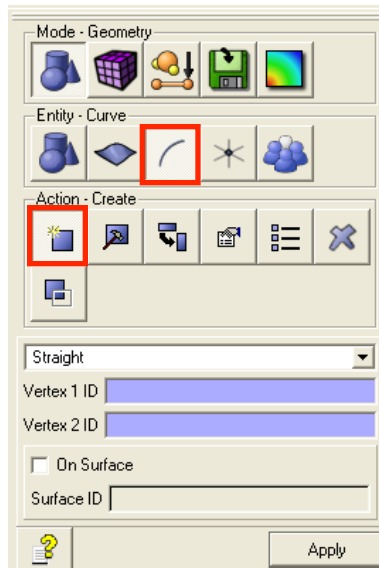 Mode - Geometry
Entity - Curve
Action - Create
Straight
Vertex 1 ID
Vertex 2 ID
On Surface
Surface ID
Apply